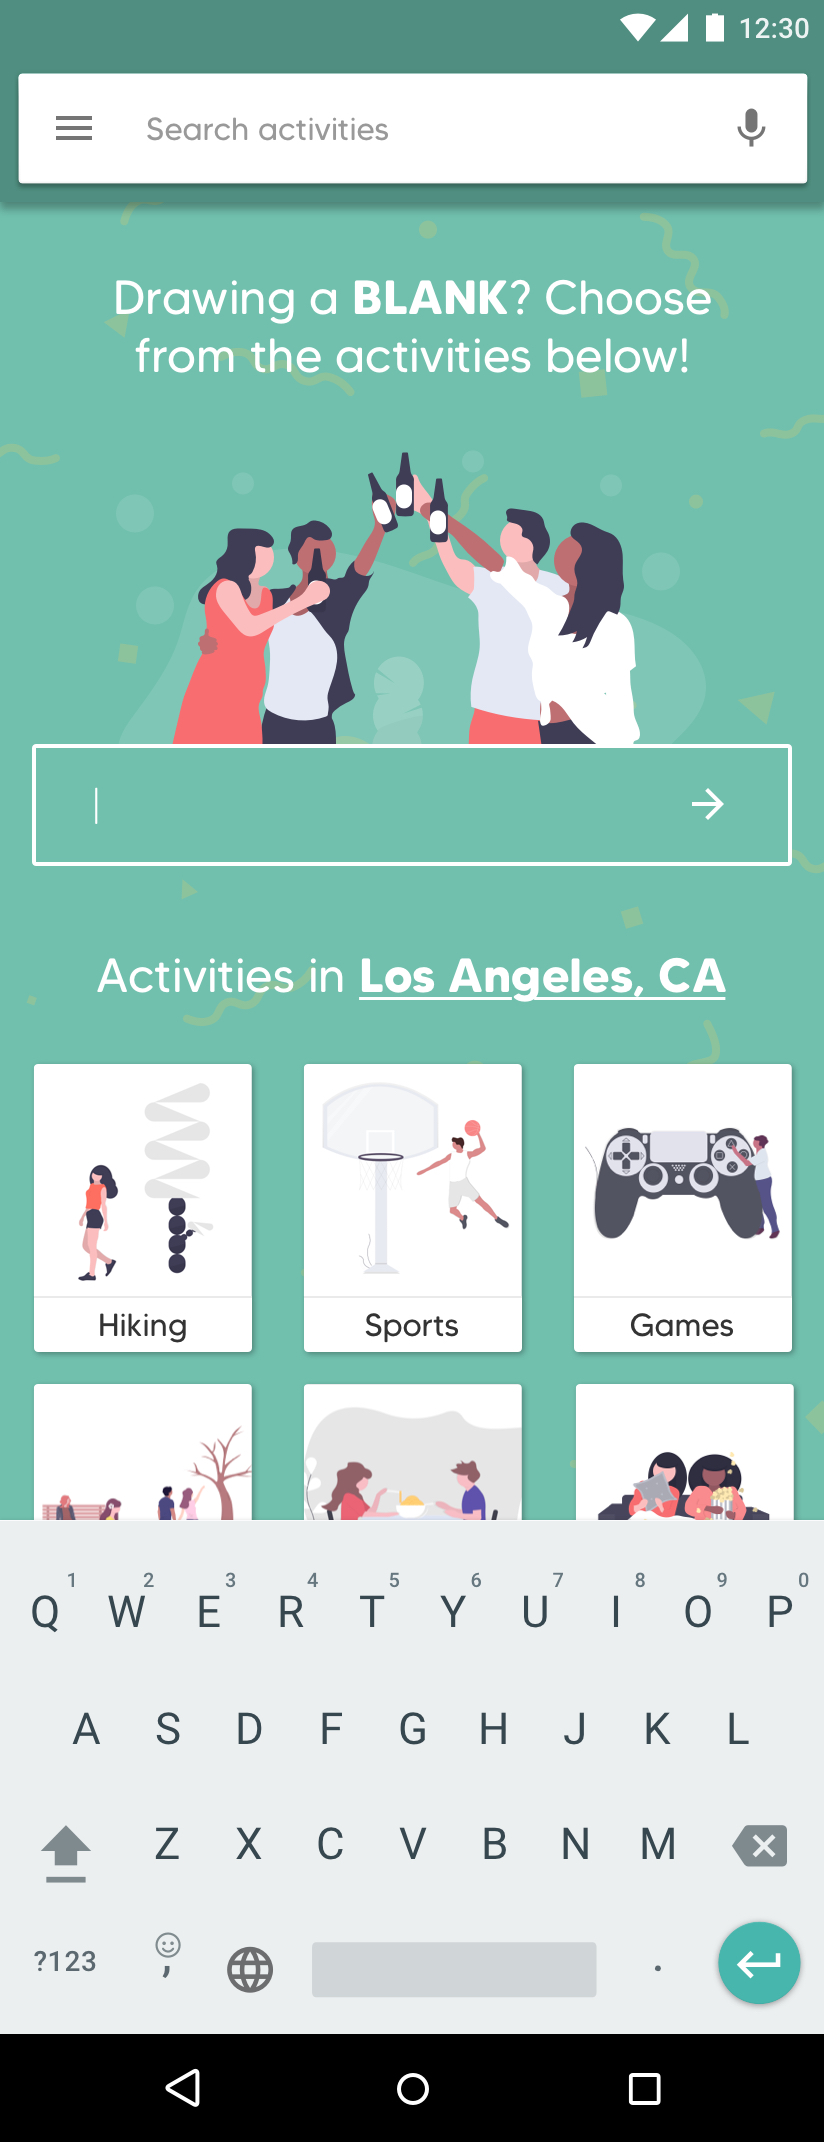 12:30
Search activities
Drawing a BLANK? Choose
from the activities below!
Activities in Los Angeles, CA
Hiking
Sports
Games
1 2 3 4 5 6 7 8 9 0
Q W E R T Y U I O P
A S D F G H J K L
Z X C V B N M
?123 , .